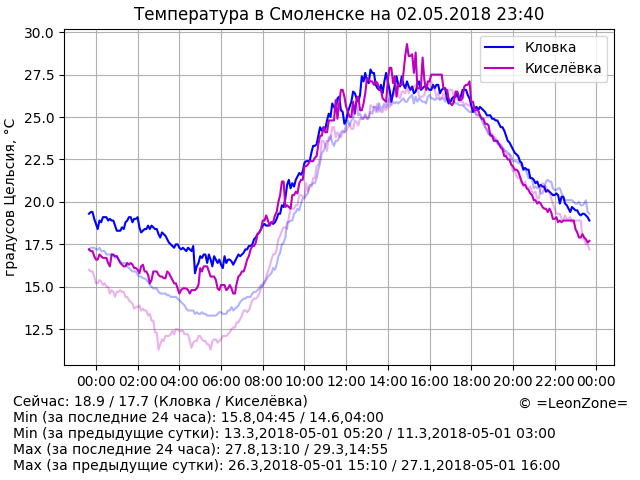 Температура в Смоленске на 02.05.2018 23:40
Кловка
Киселёвка
градусов Цельсия, °C
30.0
27.5
25.0
22.5
20.0
17.5
15.0
12.5
00:00 02:00 04:00 06:00 08:00 10:00 12:00 14:00 16:00 18:00 20:00 22:00 00:00
Сейчас: 18.9 / 17.7 (Кловка / Киселёвка)
© =LeonZone=
Min (за последние 24 часа): 15.8,04:45 / 14.6,04:00
Min (за предыдущие сутки): 13.3,2018-05-01 05:20 / 11.3,2018-05-01 03:00
Max (за последние 24 часа): 27.8,13:10 / 29.3,14:55
Max (за предыдущие сутки): 26.3,2018-05-01 15:10 / 27.1,2018-05-01 16:00